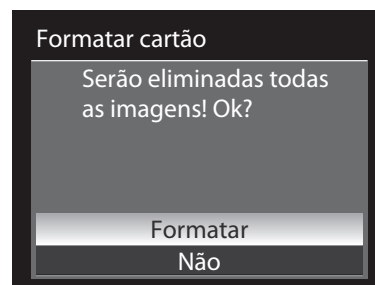 Formatar cartão
Serão eliminadas todas
as imagens! Ok?
Formatar
Não